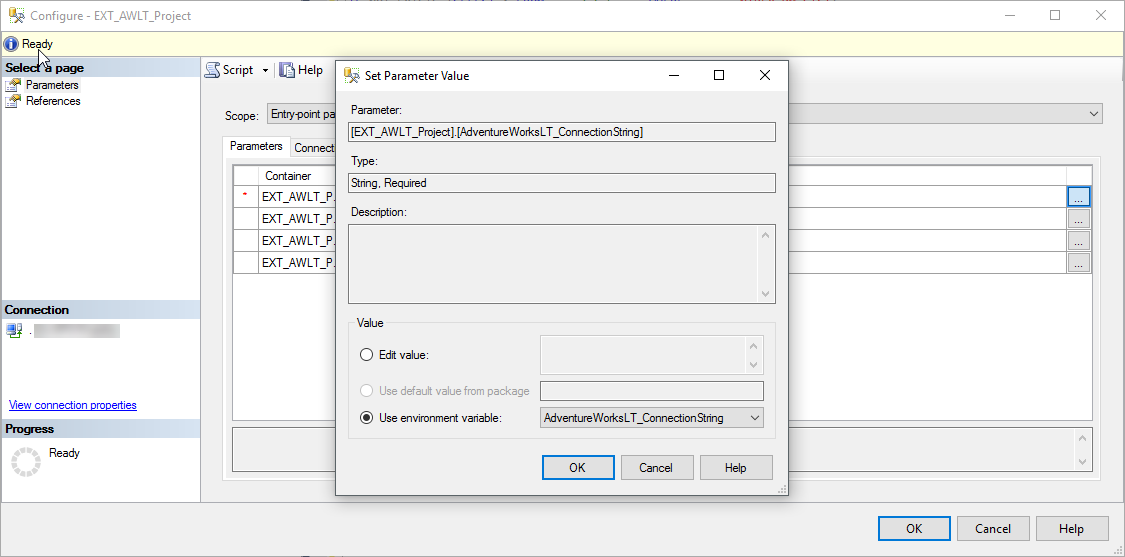 Configure - EXT_AWLT_Project
Ready
Select a page
Parameters
References
Script
Help
Scope:
Entry-point pa
Parameters
Connect
Container
* EXT_AWLT_P.
...
EXT_AWLT_P.
...
EXT_AWLT_P.
...
EXT_AWLT_P.
...
Set Parameter Value
Parameter:
[EXT_AWLT_Project].[AdventureWorksLT_ConnectionString]
Type:
String, Required
Description:
Value
Edit value:
Use default value from package
Use environment variable:
AdventureWorksLT_ConnectionString
OK
Cancel
Help
Connection
.
View connection properties
Progress
Ready
OK
Cancel
Help